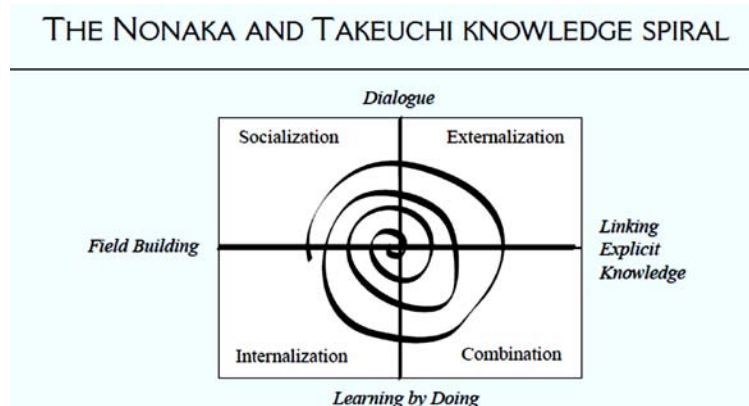 THE NONAKA AND TAKEUCHI KNOWLEDGE SPIRAL
Dialogue
Socialization
Externalization
Field Building
Linking
Explicit
Knowledge
Internalization
Combination
Learning by Doing